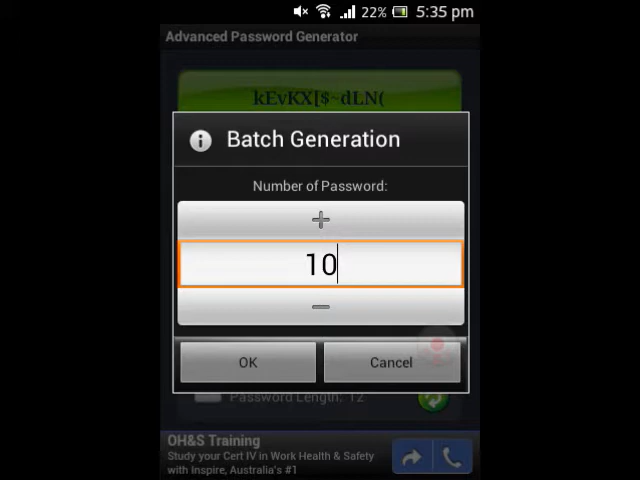 22% 5:35 pm
Advanced Password Generator
kEvKX[$~dLN(
Batch Generation
Number of Password:
+
10
−
OK
Cancel
Password Length: 12
OH&S Training
Study your Cert IV in Work Health & Safety
with Inspire, Australia's #1